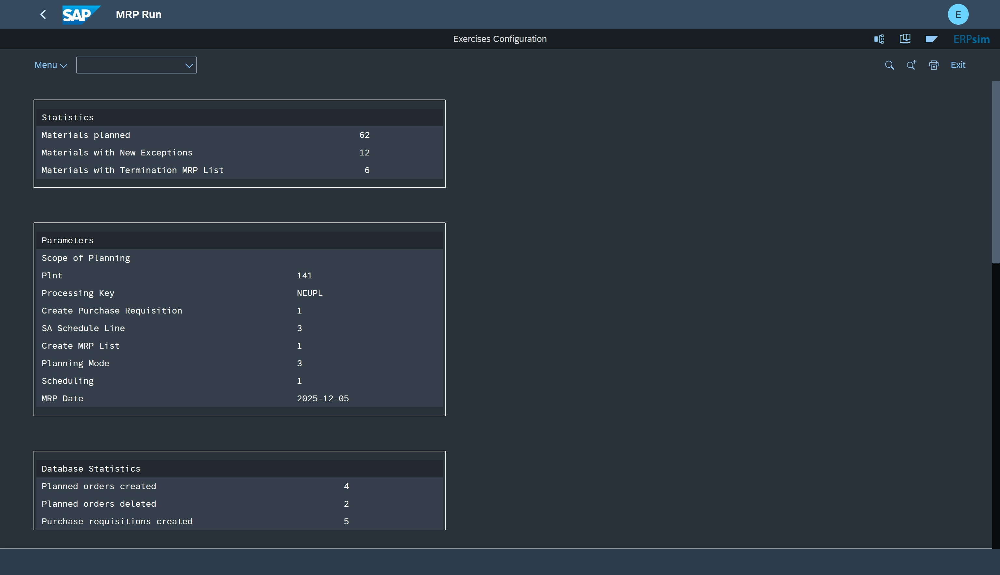 SAP MRP Run E
Exercises Configuration ERPsim
Menu Exit
Statistics
Materials planned 62
Materials with New Exceptions 12
Materials with Termination MRP List 6
Parameters
Scope of Planning
Plnt 141
Processing Key NEUPL
Create Purchase Requisition 1
SA Schedule Line 3
Create MRP List 1
Planning Mode 3
Scheduling 1
MRP Date 2025-12-05
Database Statistics
Planned orders created 4
Planned orders deleted 2
Purchase requisitions created 5